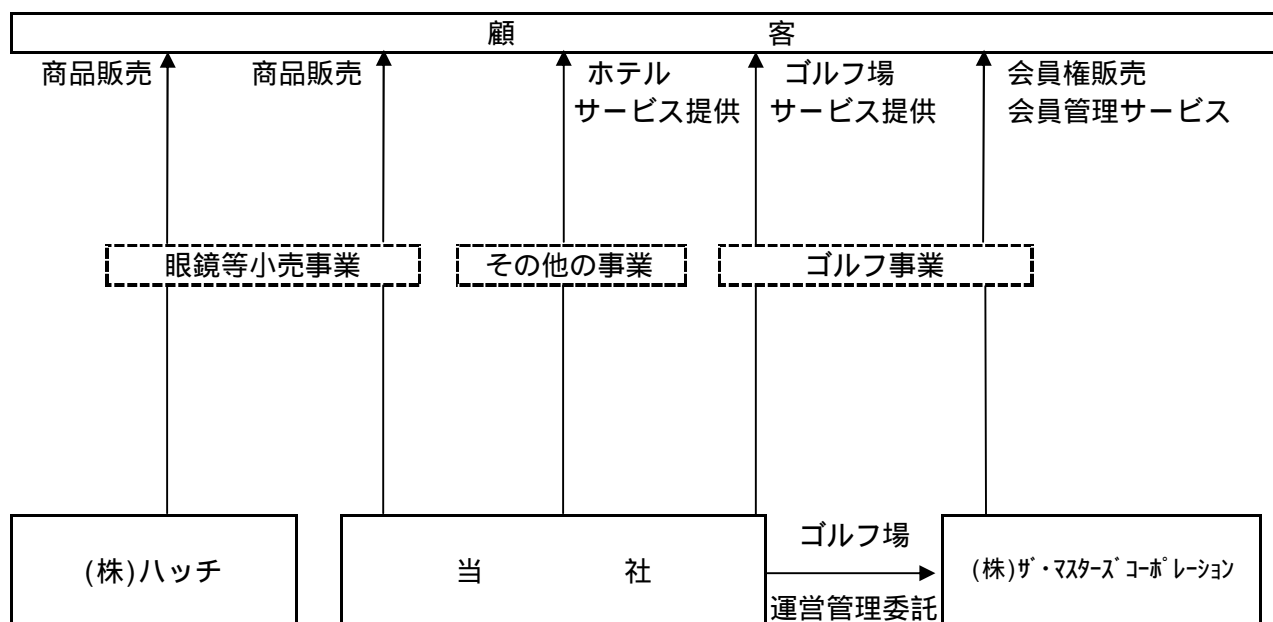 顧 客
商品販売 商品販売 ホテル ゴルフ場 会員権販売
サービス提供 サービス提供 会員管理サービス
眼鏡等小売事業 その他の事業 ゴルフ事業
ゴルフ場
(株)ハッチ 当 社 (株)ｻﾞ・ﾏｽﾀｰｽﾞｺｰﾎﾟﾚｰｼｮﾝ
運営管理委託